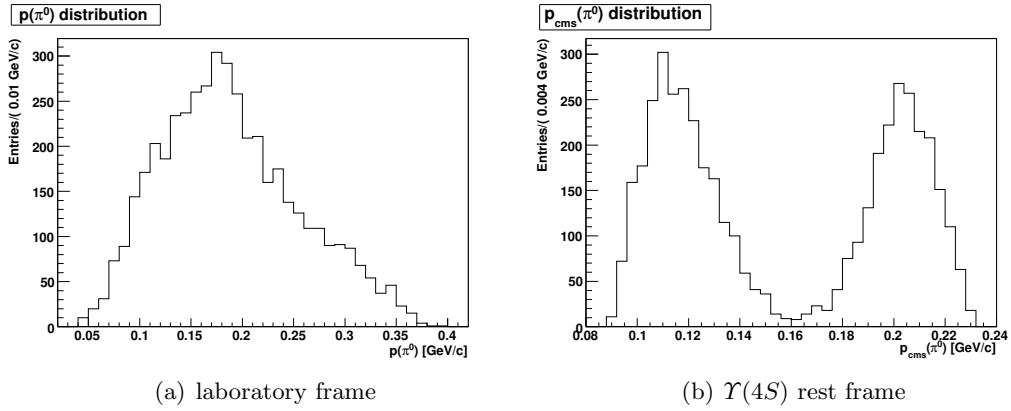 p(π⁰) distribution
Entries/( 0.01 GeV/c)
300
250
200
150
100
50
0
0.05 0.1 0.15 0.2 0.25 0.3 0.35 0.4
p(π⁰) [GeV/c]
(a) laboratory frame
p_cms(π⁰) distribution
Entries/( 0.004 GeV/c)
300
250
200
150
100
50
0
0.08 0.1 0.12 0.14 0.16 0.18 0.2 0.22 0.24
p_cms(π⁰) [GeV/c]
(b) ϒ(4S) rest frame